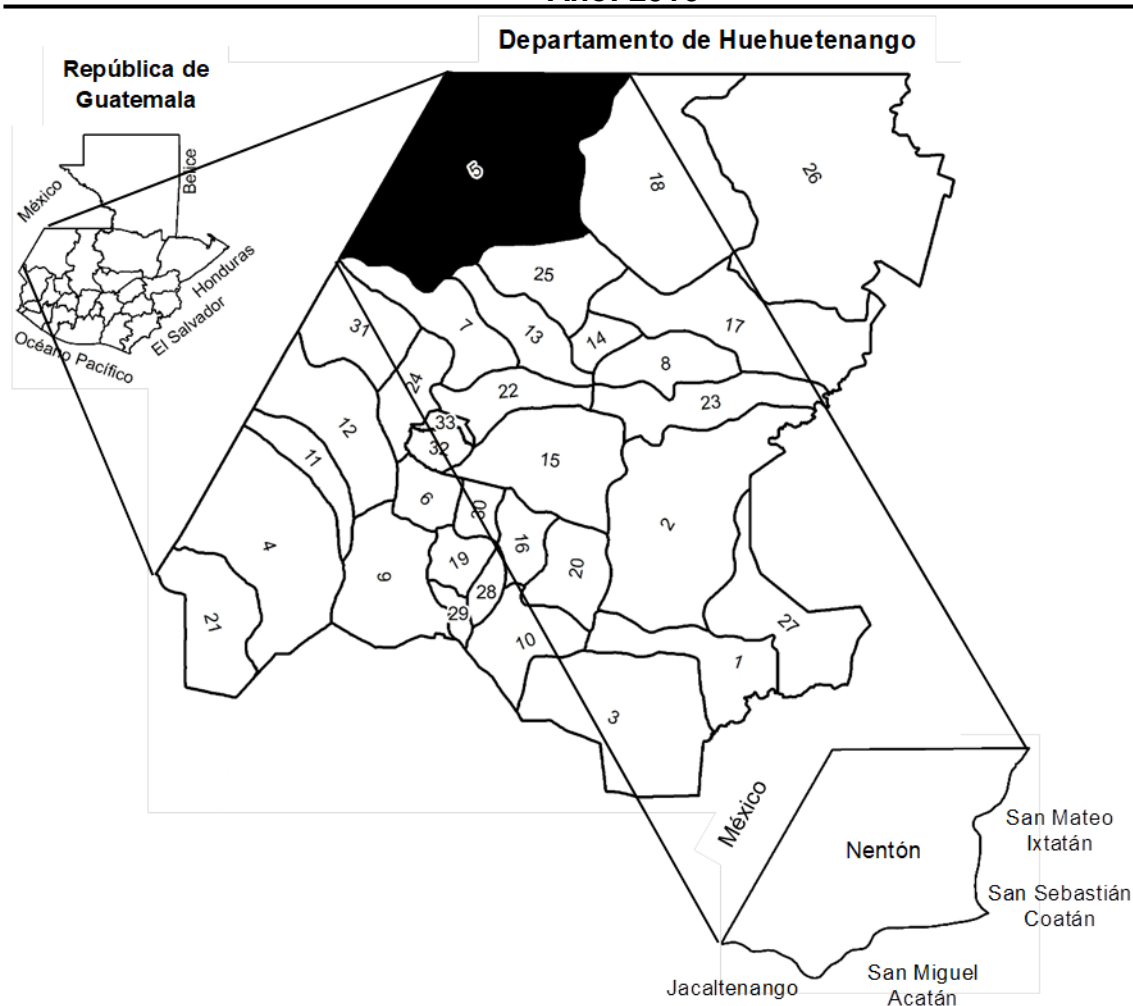 Departamento de Huehuetenango
República de
Guatemala
México
Belice
Honduras
El Salvador
Océano Pacífico
5
18
26
25
31
7
13
14
17
8
24
22
23
33
12
32
11
15
6
30
16
2
4
19
20
9
28
29
21
10
27
1
3
México
Nentón
San Mateo
Ixtatán
San Sebastián
Coatán
San Miguel
Acatán
Jacaltenango